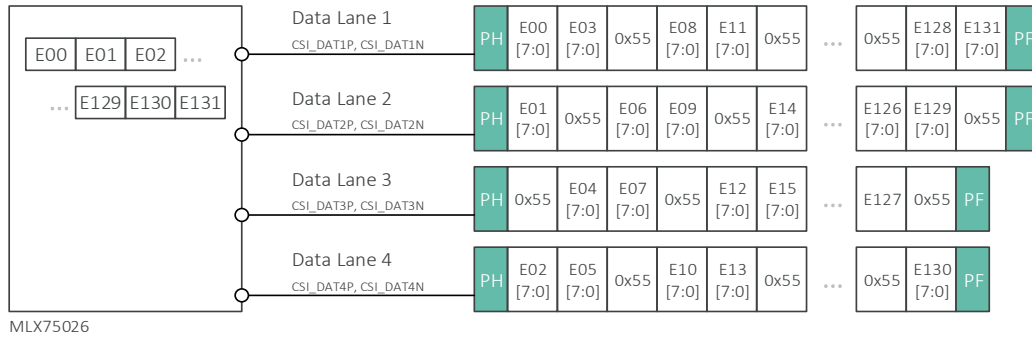 Data Lane 1
CSI_DAT1P, CSI_DAT1N
PH E00 [7:0] E03 [7:0] 0x55 E08 [7:0] E11 [7:0] 0x55 ... 0x55 E128 [7:0] E131 [7:0] PF
E00 E01 E02 ...
... E129 E130 E131
Data Lane 2
CSI_DAT2P, CSI_DAT2N
PH E01 [7:0] 0x55 E06 [7:0] E09 [7:0] 0x55 E14 [7:0] ... E126 [7:0] E129 [7:0] 0x55 PF
Data Lane 3
CSI_DAT3P, CSI_DAT3N
PH 0x55 E04 [7:0] E07 [7:0] 0x55 E12 [7:0] E15 [7:0] ... E127 0x55 PF
Data Lane 4
CSI_DAT4P, CSI_DAT4N
PH E02 [7:0] E05 [7:0] 0x55 E10 [7:0] E13 [7:0] 0x55 ... 0x55 E130 [7:0] PF
MLX75026